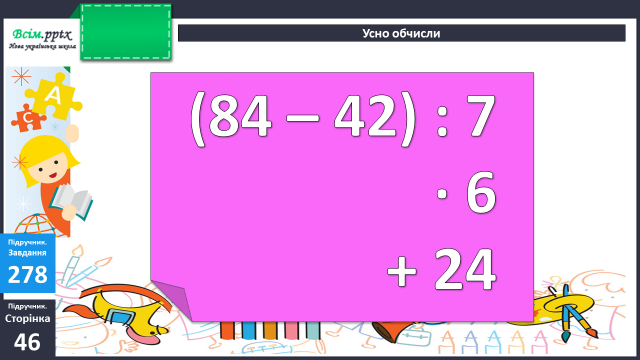 Всім.pptx
Нова українська школа
Усно обчисли
А
С
(84 – 42) : 7
· 6
+ 24
Підручник.
Завдання
278
Підручник.
Сторінка
46